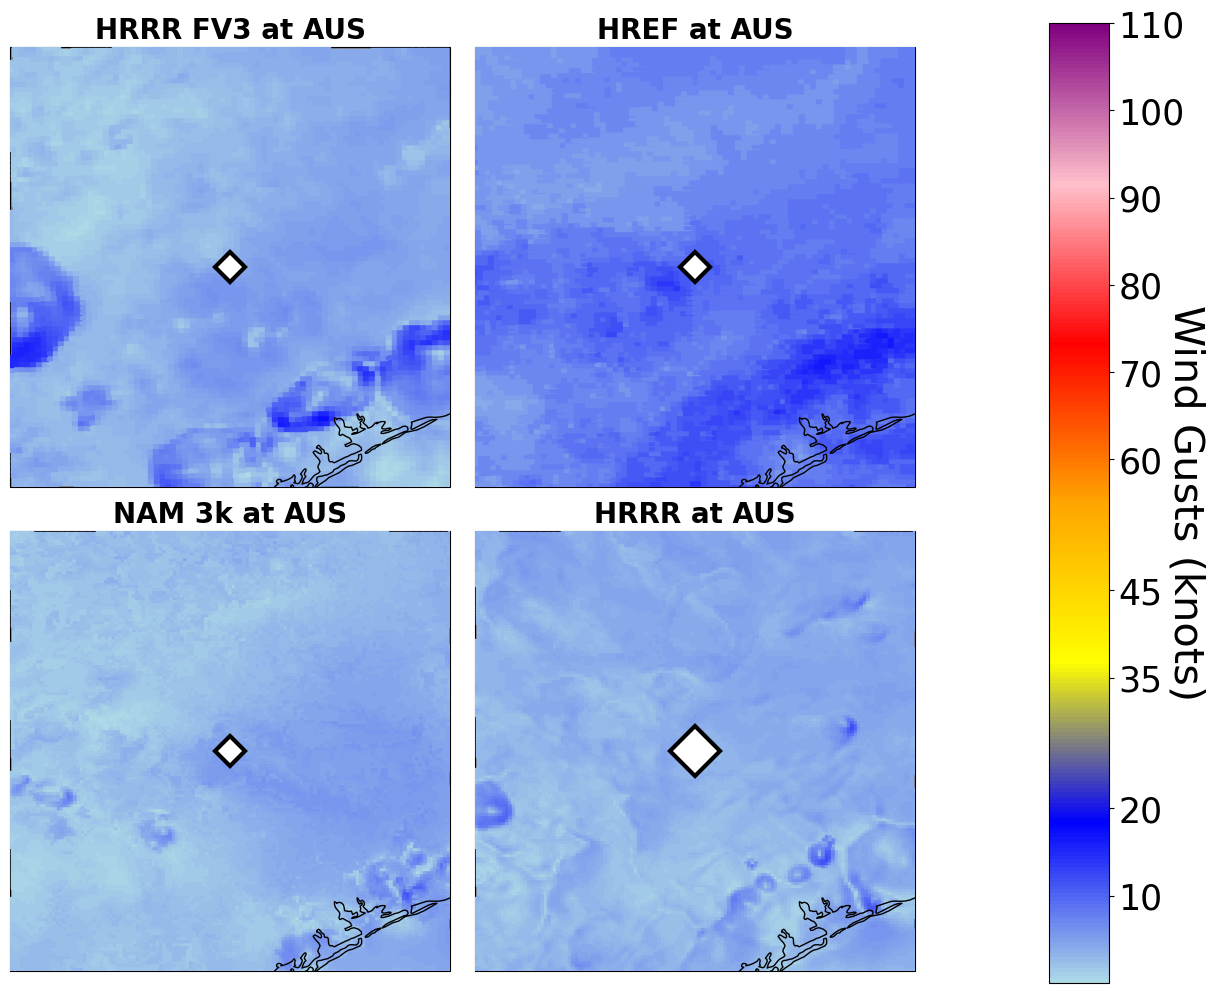 HRRR FV3 at AUS
HREF at AUS
NAM 3k at AUS
HRRR at AUS
110
100
90
80
70
60
45
35
20
10
Wind Gusts (knots)